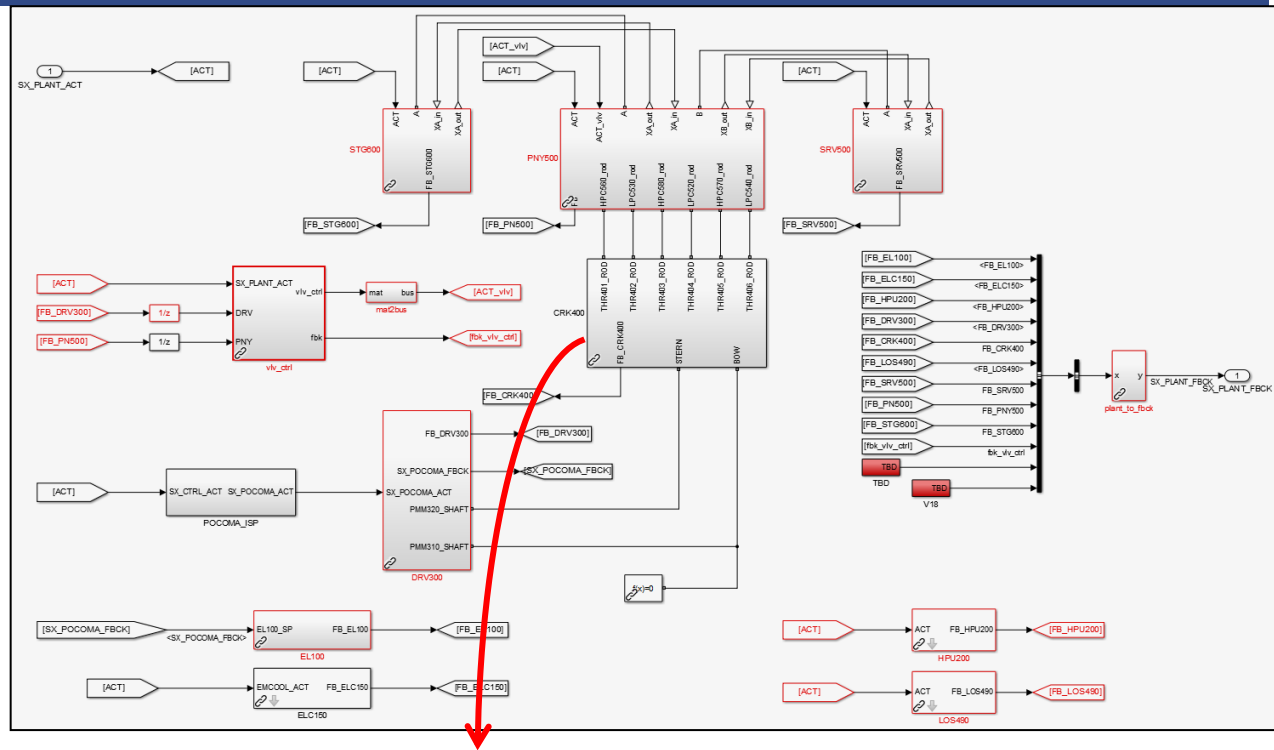 [ACT_vlv]
1
SX_PLANT_ACT
[ACT]
[ACT]
[ACT]
[ACT]
ACT
A
XA_in
XA_out
STG600
FB_STG600
ACT
ACT_vlv
A
XA_out
XA_in
B
XB_out
XB_in
PNY500
HPC560_rod
LPC530_rod
HPC580_rod
LPC520_rod
HPC570_rod
LPC540_rod
ACT
A
XA_in
XA_out
SRV500
FB_SRV500
[FB_STG600]
[FB_PN500]
[FB_SRV500]
THR401_ROD
THR402_ROD
THR403_ROD
THR404_ROD
THR405_ROD
THR406_ROD
CRK400
FB_CRK400
STERN
BOW
[FB_CRK400]
[ACT]
[FB_DRV300]
1/z
[FB_PN500]
1/z
SX_PLANT_ACT
DRV
PNY
vlv_ctrl
fbk
vlv_ctrl
mat bus
mat2bus
[ACT_vlv]
[fbk_vlv_ctrl]
[FB_EL100]
<FB_EL100>
[FB_ELC150]
<FB_ELC150>
[FB_HPU200]
<FB_HPU200>
[FB_DRV300]
<FB_DRV300>
[FB_CRK400]
FB_CRK400
[FB_LOS490]
<FB_LOS490>
[FB_SRV500]
FB_SRV500
[FB_PN500]
FB_PNY500
[FB_STG600]
FB_STG600
[fbk_vlv_ctrl]
fbk_vlv_ctrl
TBD
TBD
TBD
V18
x y
plant_to_fbck
SX_PLANT_FBCK
1
SX_PLANT_FBCK
[ACT]
SX_CTRL_ACT SX_POCOMA_ACT
POCOMA_ISP
FB_DRV300
SX_POCOMA_FBCK
SX_POCOMA_ACT
PMM320_SHAFT
PMM310_SHAFT
DRV300
[FB_DRV300]
[SX_POCOMA_FBCK]
f(x)=0
[SX_POCOMA_FBCK]
<SX_POCOMA_FBCK>
EL100_SP FB_EL100
EL100
[ACT]
EMCOOL_ACT FB_ELC150
ELC150
[ACT]
ACT FB_HPU200
[FB_HPU200]
HPU200
[ACT]
ACT FB_LOS490
[FB_LOS490]
LOS490